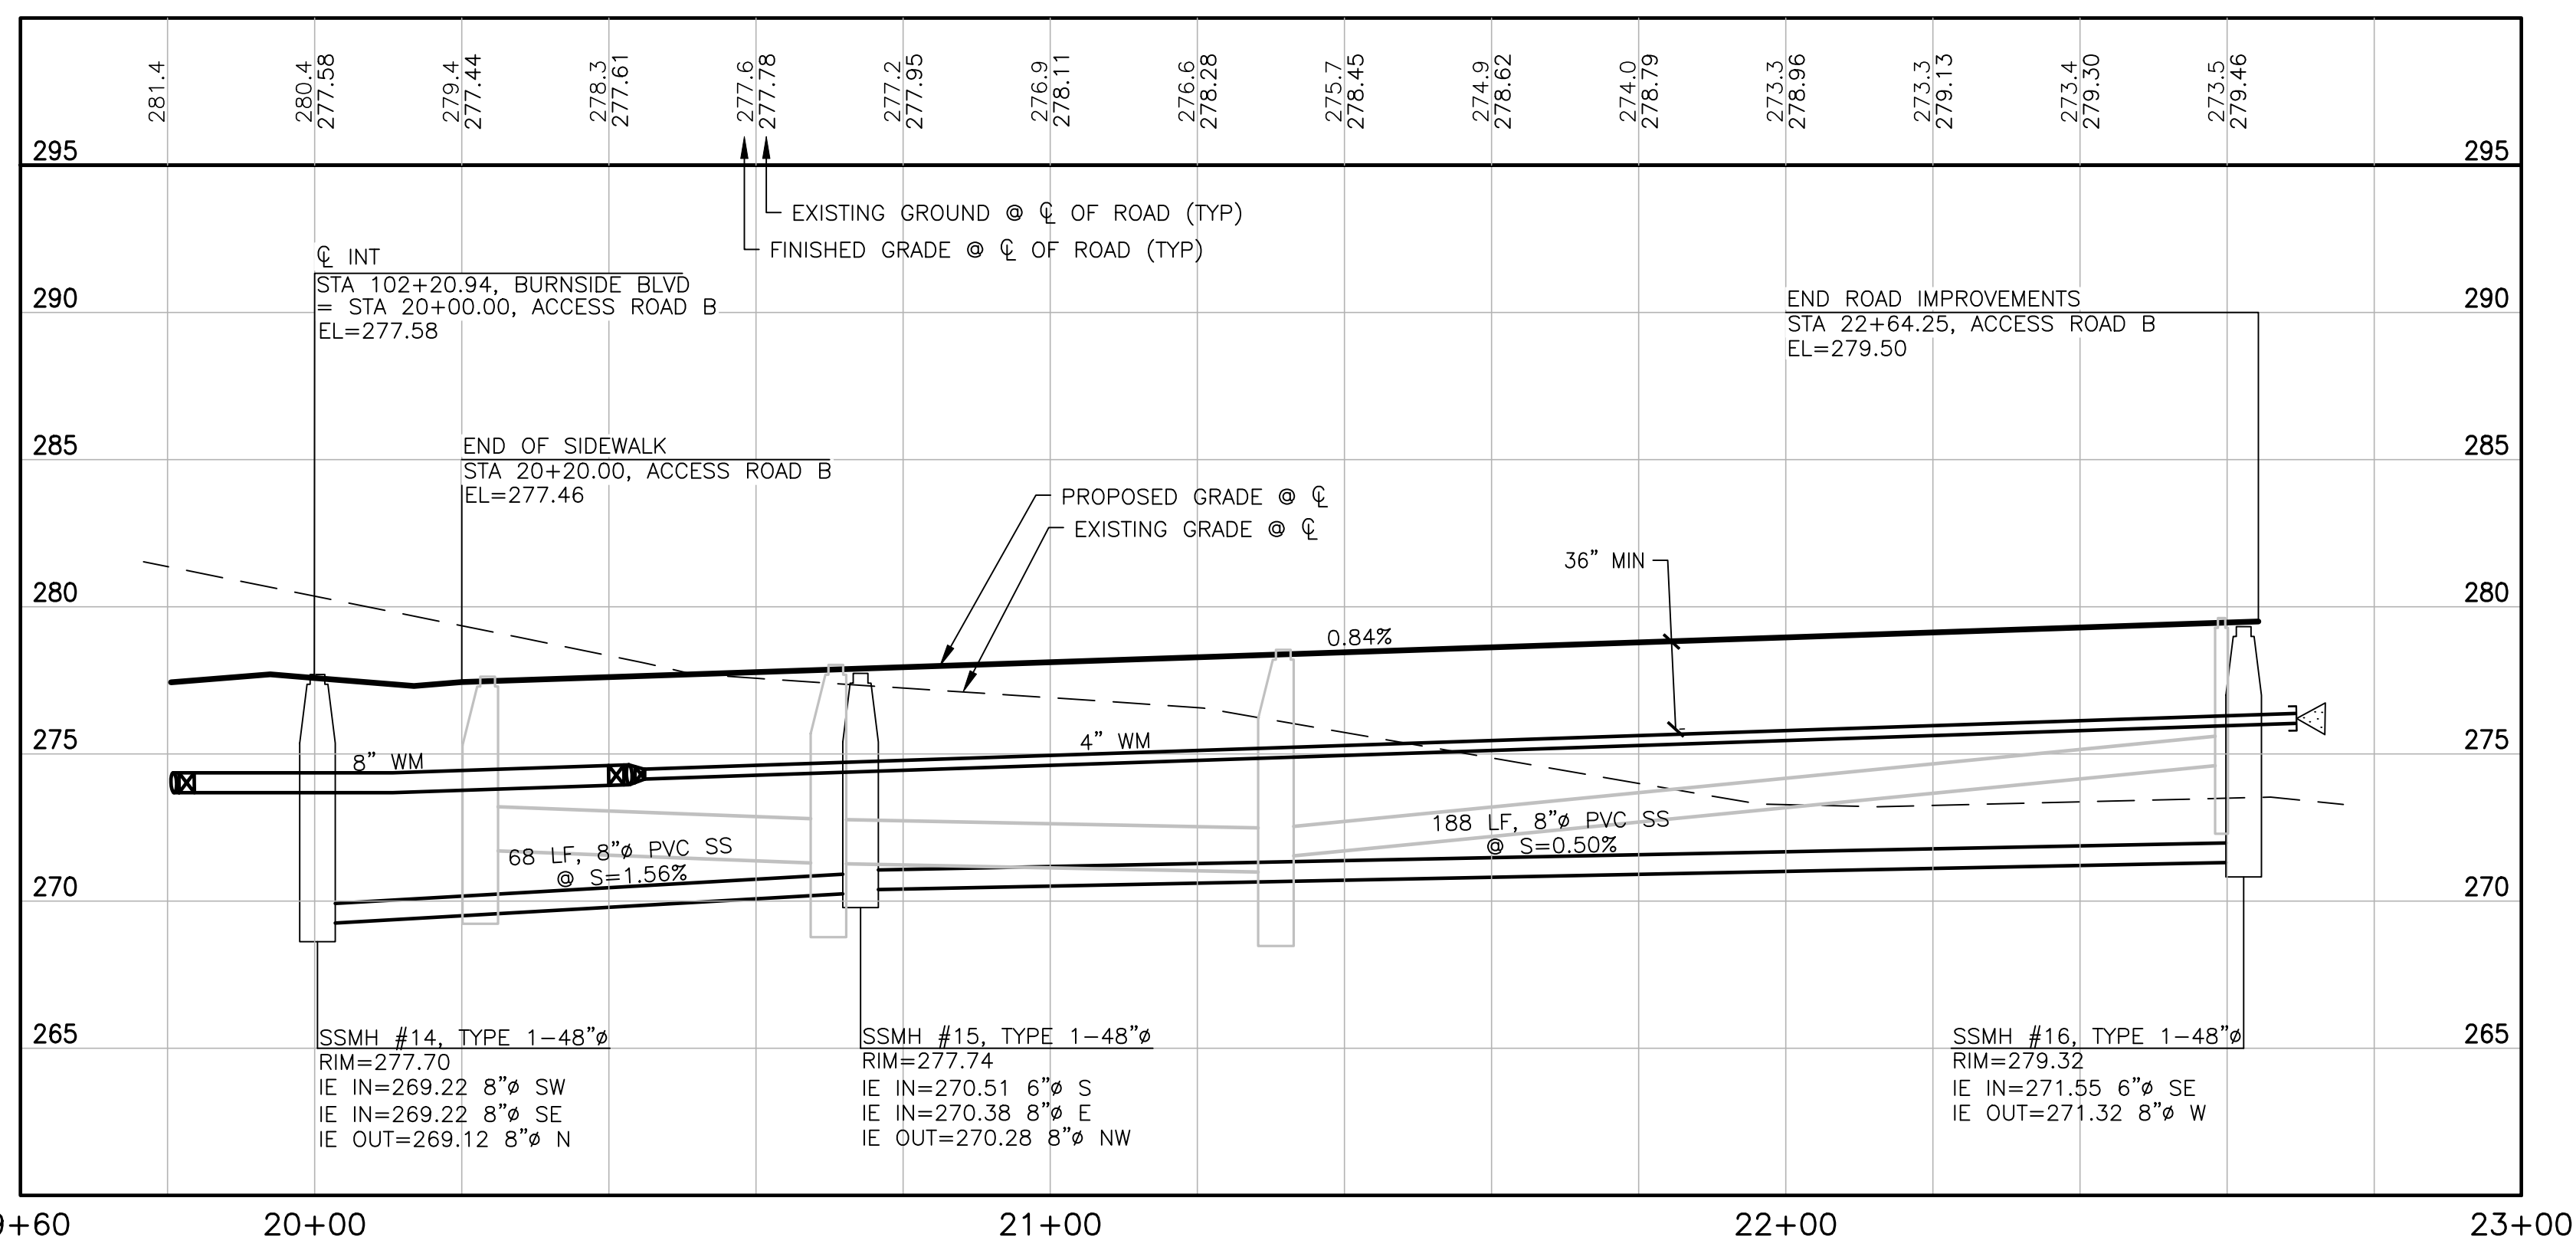 281.4
280.4
277.58
279.4
277.44
278.3
277.61
277.6
277.78
277.2
277.95
276.9
278.11
276.6
278.28
275.7
278.45
274.9
278.62
274.0
278.79
273.3
278.96
273.3
279.13
273.4
279.30
273.5
279.46
295
295
EXISTING GROUND @ ℄ OF ROAD (TYP)
FINISHED GRADE @ ℄ OF ROAD (TYP)
℄ INT
STA 102+20.94, BURNSIDE BLVD
= STA 20+00.00, ACCESS ROAD B
EL=277.58
290
290
END ROAD IMPROVEMENTS
STA 22+64.25, ACCESS ROAD B
EL=279.50
285
285
END OF SIDEWALK
STA 20+20.00, ACCESS ROAD B
EL=277.46
PROPOSED GRADE @ ℄
EXISTING GRADE @ ℄
36" MIN
280
280
0.84%
275
275
8" WM
4" WM
68 LF, 8"ø PVC SS
@ S=1.56%
188 LF, 8"ø PVC SS
@ S=0.50%
270
270
265
265
SSMH #14, TYPE 1-48"ø
RIM=277.70
IE IN=269.22 8"ø SW
IE IN=269.22 8"ø SE
IE OUT=269.12 8"ø N
SSMH #15, TYPE 1-48"ø
RIM=277.74
IE IN=270.51 6"ø S
IE IN=270.38 8"ø E
IE OUT=270.28 8"ø NW
SSMH #16, TYPE 1-48"ø
RIM=279.32
IE IN=271.55 6"ø SE
IE OUT=271.32 8"ø W
9+60
20+00
21+00
22+00
23+00